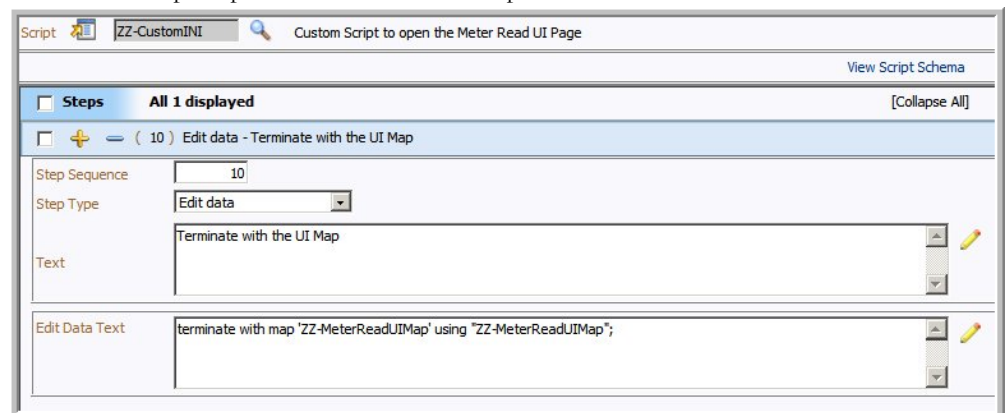 Script ZZ-CustomINI Custom Script to open the Meter Read UI Page
View Script Schema
Steps All 1 displayed [Collapse All]
( 10 ) Edit data - Terminate with the UI Map
Step Sequence 10
Step Type Edit data
Text Terminate with the UI Map
Edit Data Text terminate with map 'ZZ-MeterReadUIMap' using "ZZ-MeterReadUIMap";